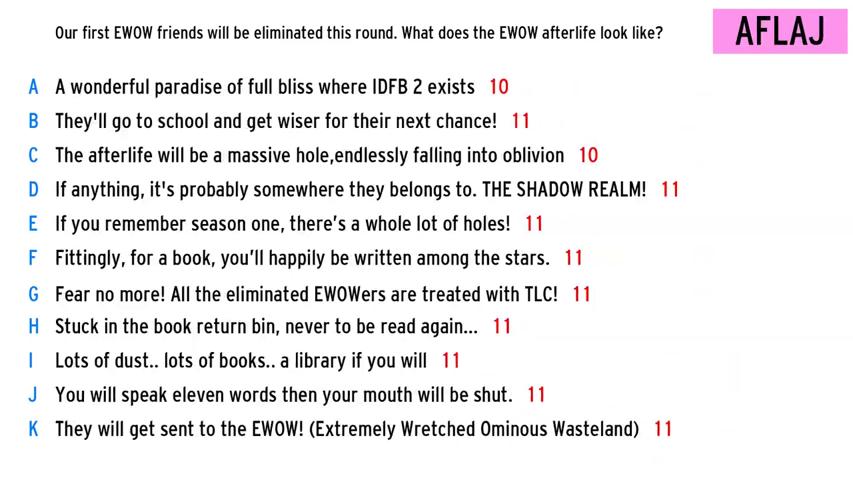 Our first EWOW friends will be eliminated this round. What does the EWOW afterlife look like?
AFLAJ
A A wonderful paradise of full bliss where IDFB 2 exists 10
B They'll go to school and get wiser for their next chance! 11
C The afterlife will be a massive hole,endlessly falling into oblivion 10
D If anything, it's probably somewhere they belongs to. THE SHADOW REALM! 11
E If you remember season one, there's a whole lot of holes! 11
F Fittingly, for a book, you'll happily be written among the stars. 11
G Fear no more! All the eliminated EWOWers are treated with TLC! 11
H Stuck in the book return bin, never to be read again... 11
I Lots of dust.. lots of books.. a library if you will 11
J You will speak eleven words then your mouth will be shut. 11
K They will get sent to the EWOW! (Extremely Wretched Ominous Wasteland) 11